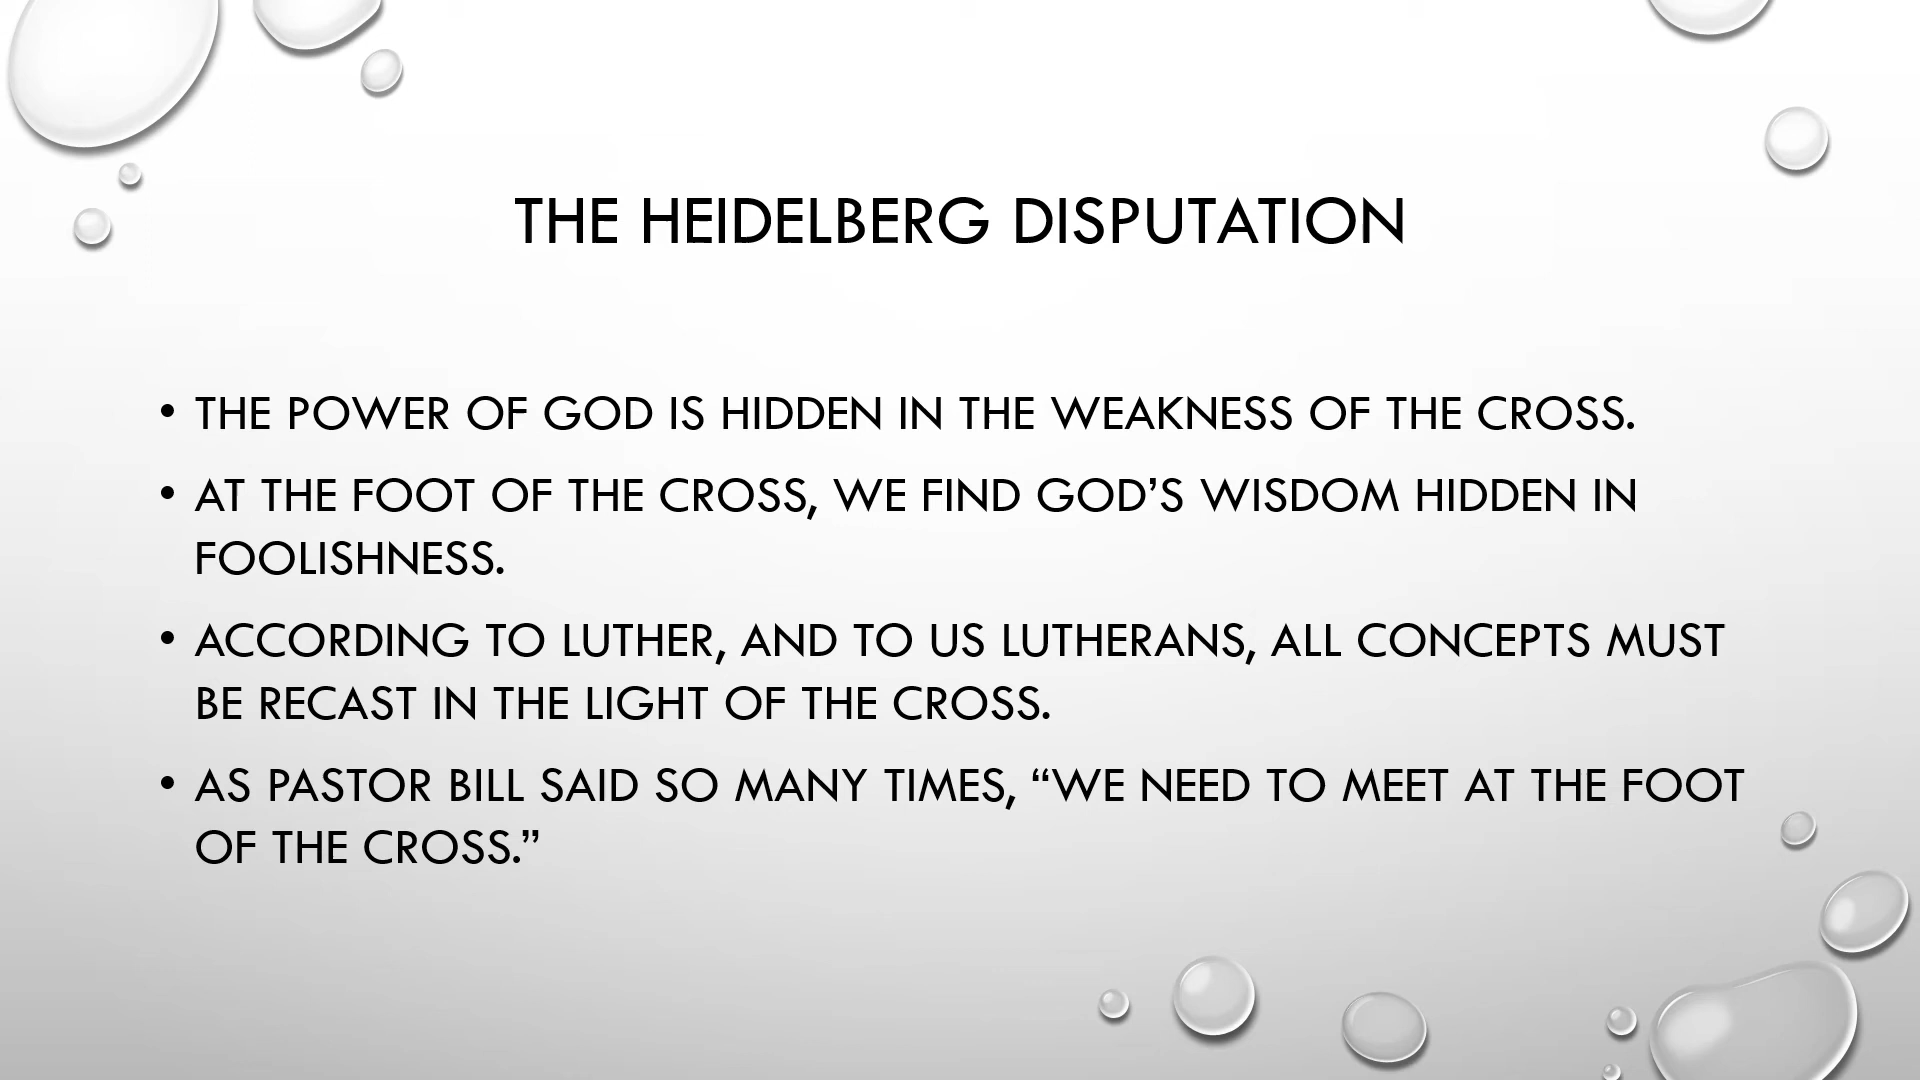 THE HEIDELBERG DISPUTATION
• THE POWER OF GOD IS HIDDEN IN THE WEAKNESS OF THE CROSS.
• AT THE FOOT OF THE CROSS, WE FIND GOD’S WISDOM HIDDEN IN
FOOLISHNESS.
• ACCORDING TO LUTHER, AND TO US LUTHERANS, ALL CONCEPTS MUST
BE RECAST IN THE LIGHT OF THE CROSS.
• AS PASTOR BILL SAID SO MANY TIMES, “WE NEED TO MEET AT THE FOOT
OF THE CROSS.”